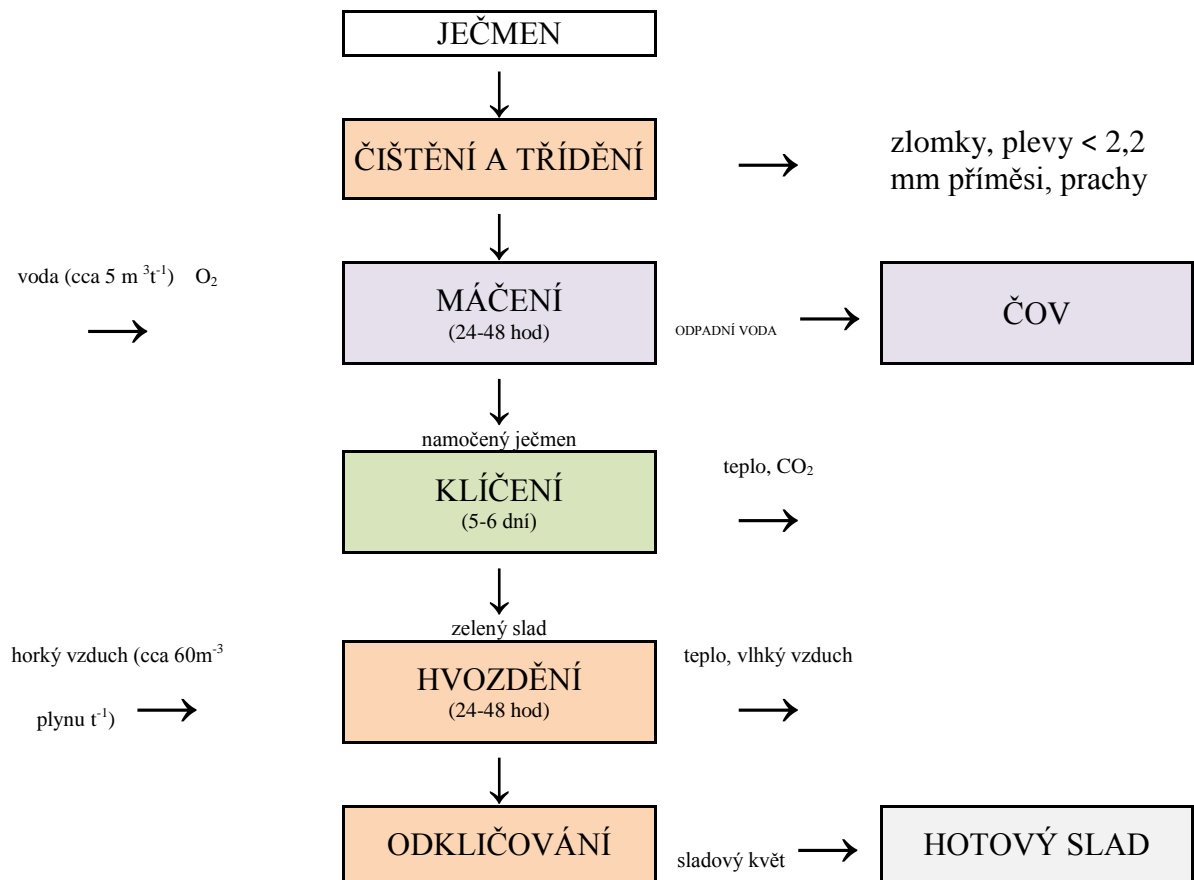 JEČMEN
ČIŠTĚNÍ A TŘÍDĚNÍ
zlomky, plevy < 2,2
mm příměsi, prachy
voda (cca 5 m ³t⁻¹) O₂
MÁČENÍ
(24-48 hod)
ODPADNÍ VODA
ČOV
namočený ječmen
KLÍČENÍ
(5-6 dní)
teplo, CO₂
zelený slad
horký vzduch (cca 60m⁻³
plynu t⁻¹)
HVOZDĚNÍ
(24-48 hod)
teplo, vlhký vzduch
ODKLIČOVÁNÍ
sladový květ
HOTOVÝ SLAD